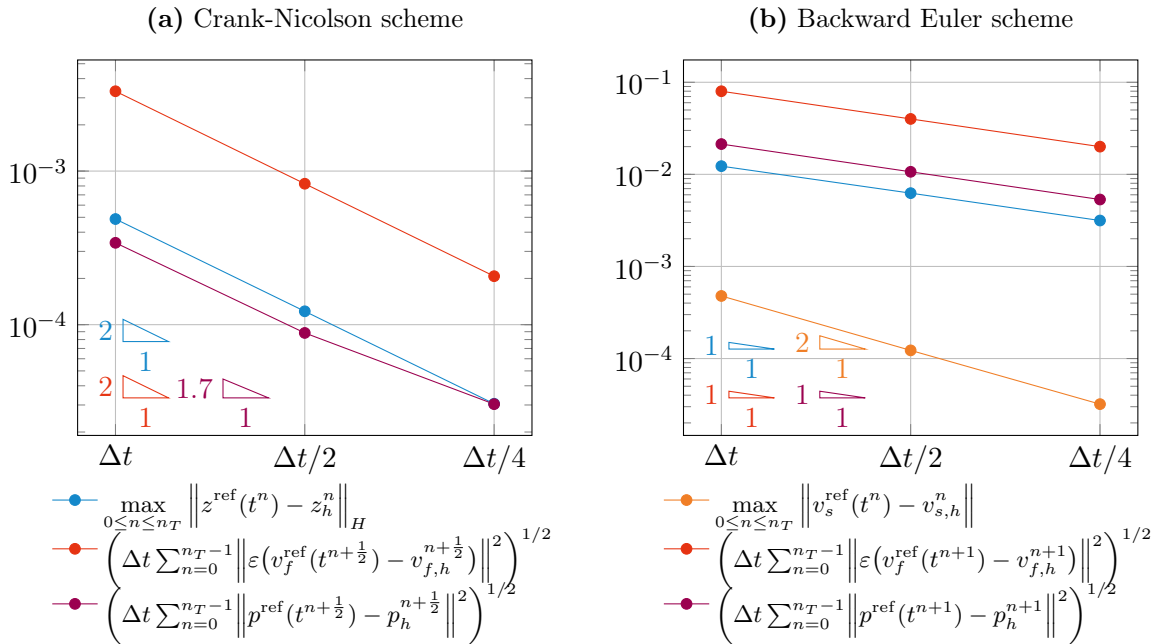 (a) Crank-Nicolson scheme
10^{-3}
10^{-4}
2
1
2
1
1.7
1
Δt
Δt/2
Δt/4
max_{0≤n≤n_T} ‖z^{ref}(t^n) − z_h^n‖_H
(Δt ∑_{n=0}^{n_T−1} ‖ε(v_f^{ref}(t^{n+1/2}) − v_{f,h}^{n+1/2})‖^2)^{1/2}
(Δt ∑_{n=0}^{n_T−1} ‖p^{ref}(t^{n+1/2}) − p_h^{n+1/2}‖^2)^{1/2}
(b) Backward Euler scheme
10^{-1}
10^{-2}
10^{-3}
10^{-4}
1
1
2
1
1
1
1
1
Δt
Δt/2
Δt/4
max_{0≤n≤n_T} ‖v_s^{ref}(t^n) − v_{s,h}^n‖
(Δt ∑_{n=0}^{n_T−1} ‖ε(v_f^{ref}(t^{n+1}) − v_{f,h}^{n+1})‖^2)^{1/2}
(Δt ∑_{n=0}^{n_T−1} ‖p^{ref}(t^{n+1}) − p_h^{n+1}‖^2)^{1/2}